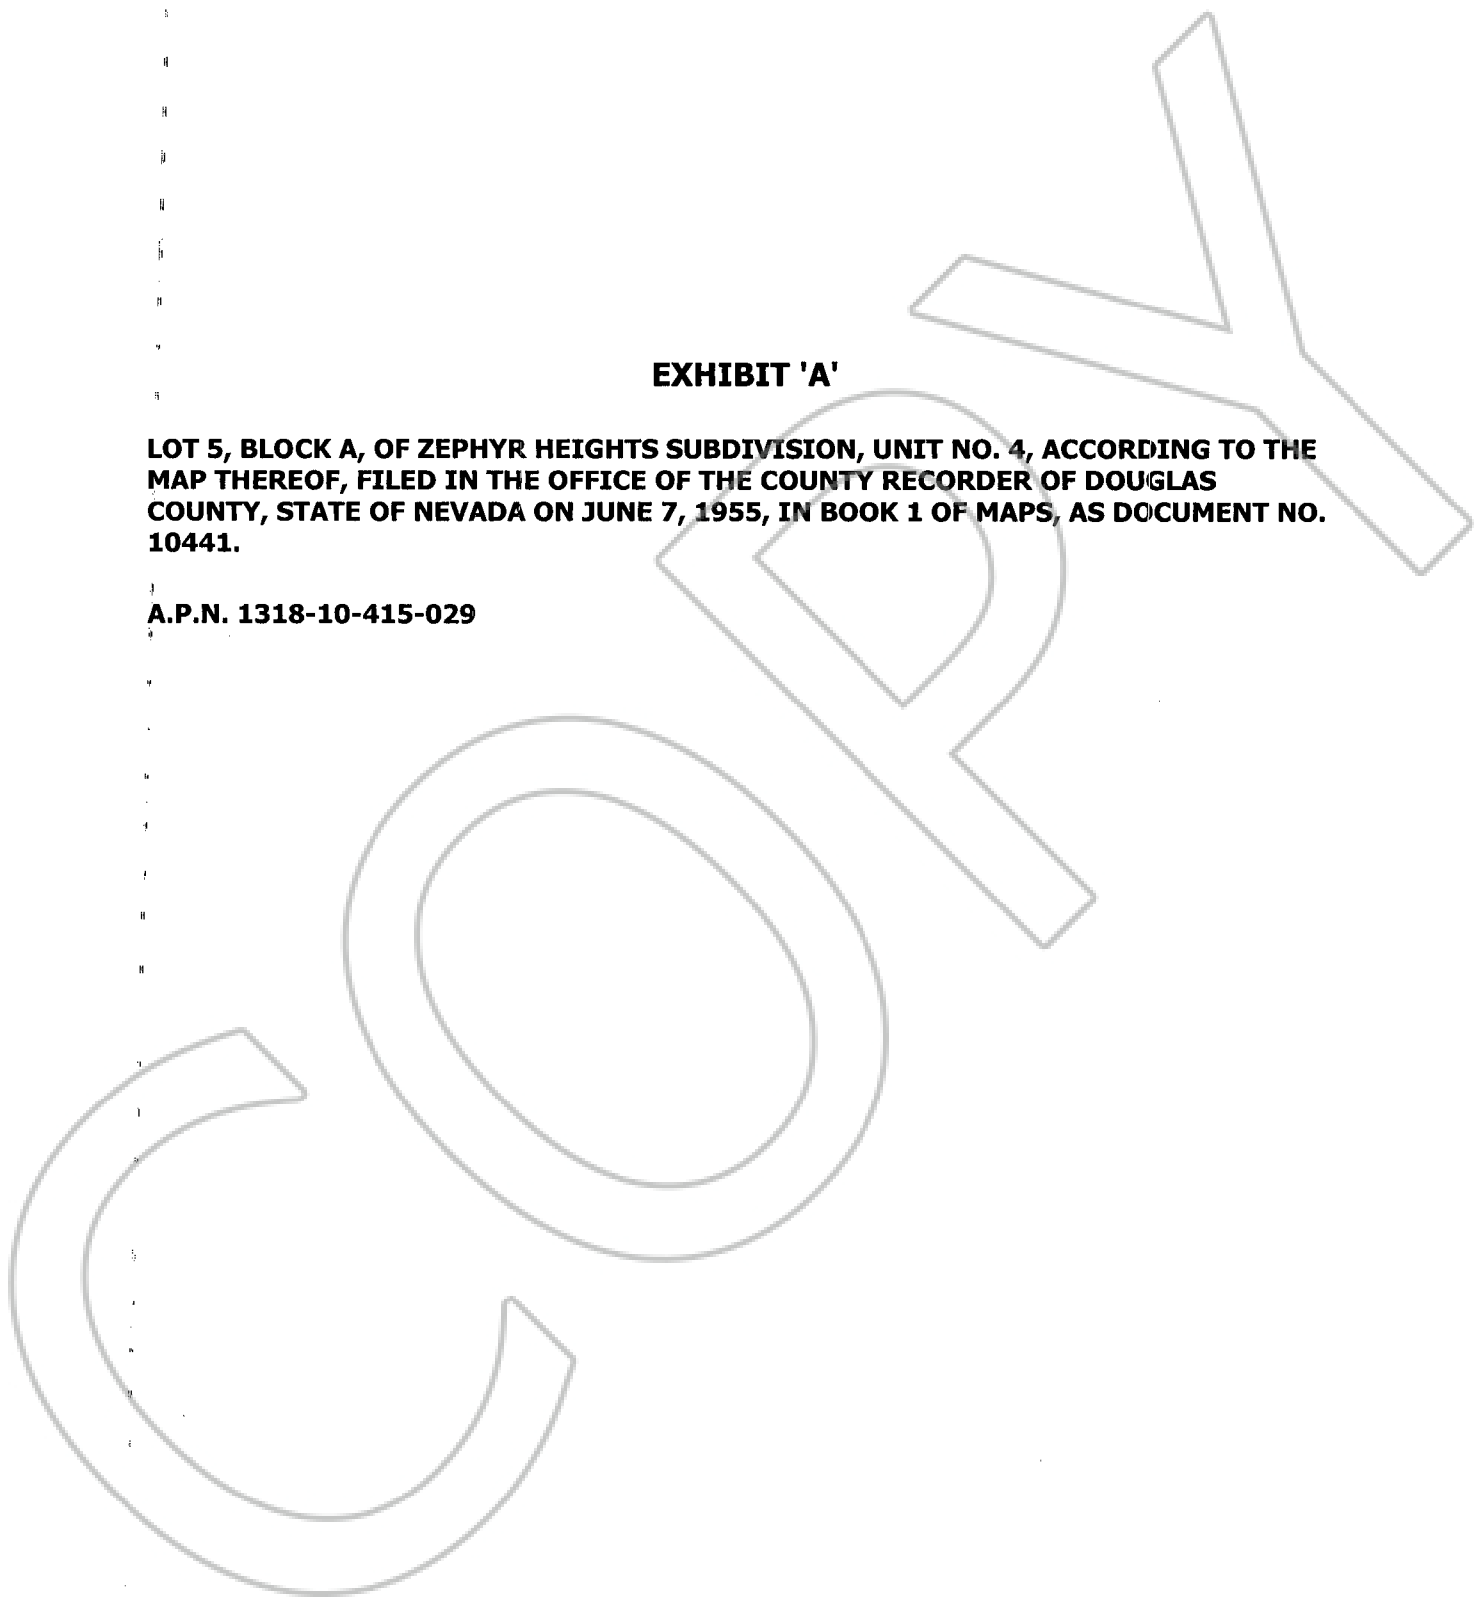 EXHIBIT 'A'
LOT 5, BLOCK A, OF ZEPHYR HEIGHTS SUBDIVISION, UNIT NO. 4, ACCORDING TO THE
MAP THEREOF, FILED IN THE OFFICE OF THE COUNTY RECORDER OF DOUGLAS
COUNTY, STATE OF NEVADA ON JUNE 7, 1955, IN BOOK 1 OF MAPS, AS DOCUMENT NO.
10441.
A.P.N. 1318-10-415-029
COPY